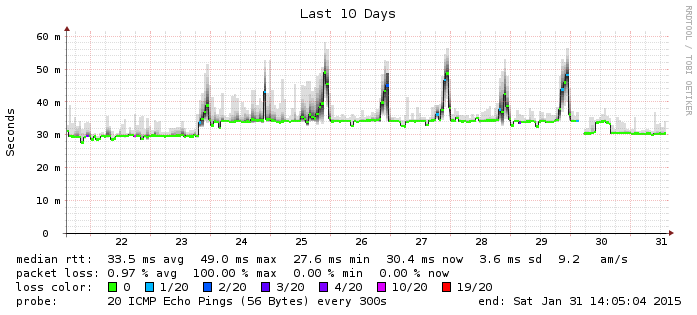 Last 10 Days
RRDTOOL / TOBI OETIKER
Seconds
60 m
50 m
40 m
30 m
20 m
10 m
0
22 23 24 25 26 27 28 29 30 31
median rtt: 33.5 ms avg 49.0 ms max 27.6 ms min 30.4 ms now 3.6 ms sd 9.2 am/s
packet loss: 0.97 % avg 100.00 % max 0.00 % min 0.00 % now
loss color: 0 1/20 2/20 3/20 4/20 10/20 19/20
probe: 20 ICMP Echo Pings (56 Bytes) every 300s end: Sat Jan 31 14:05:04 2015